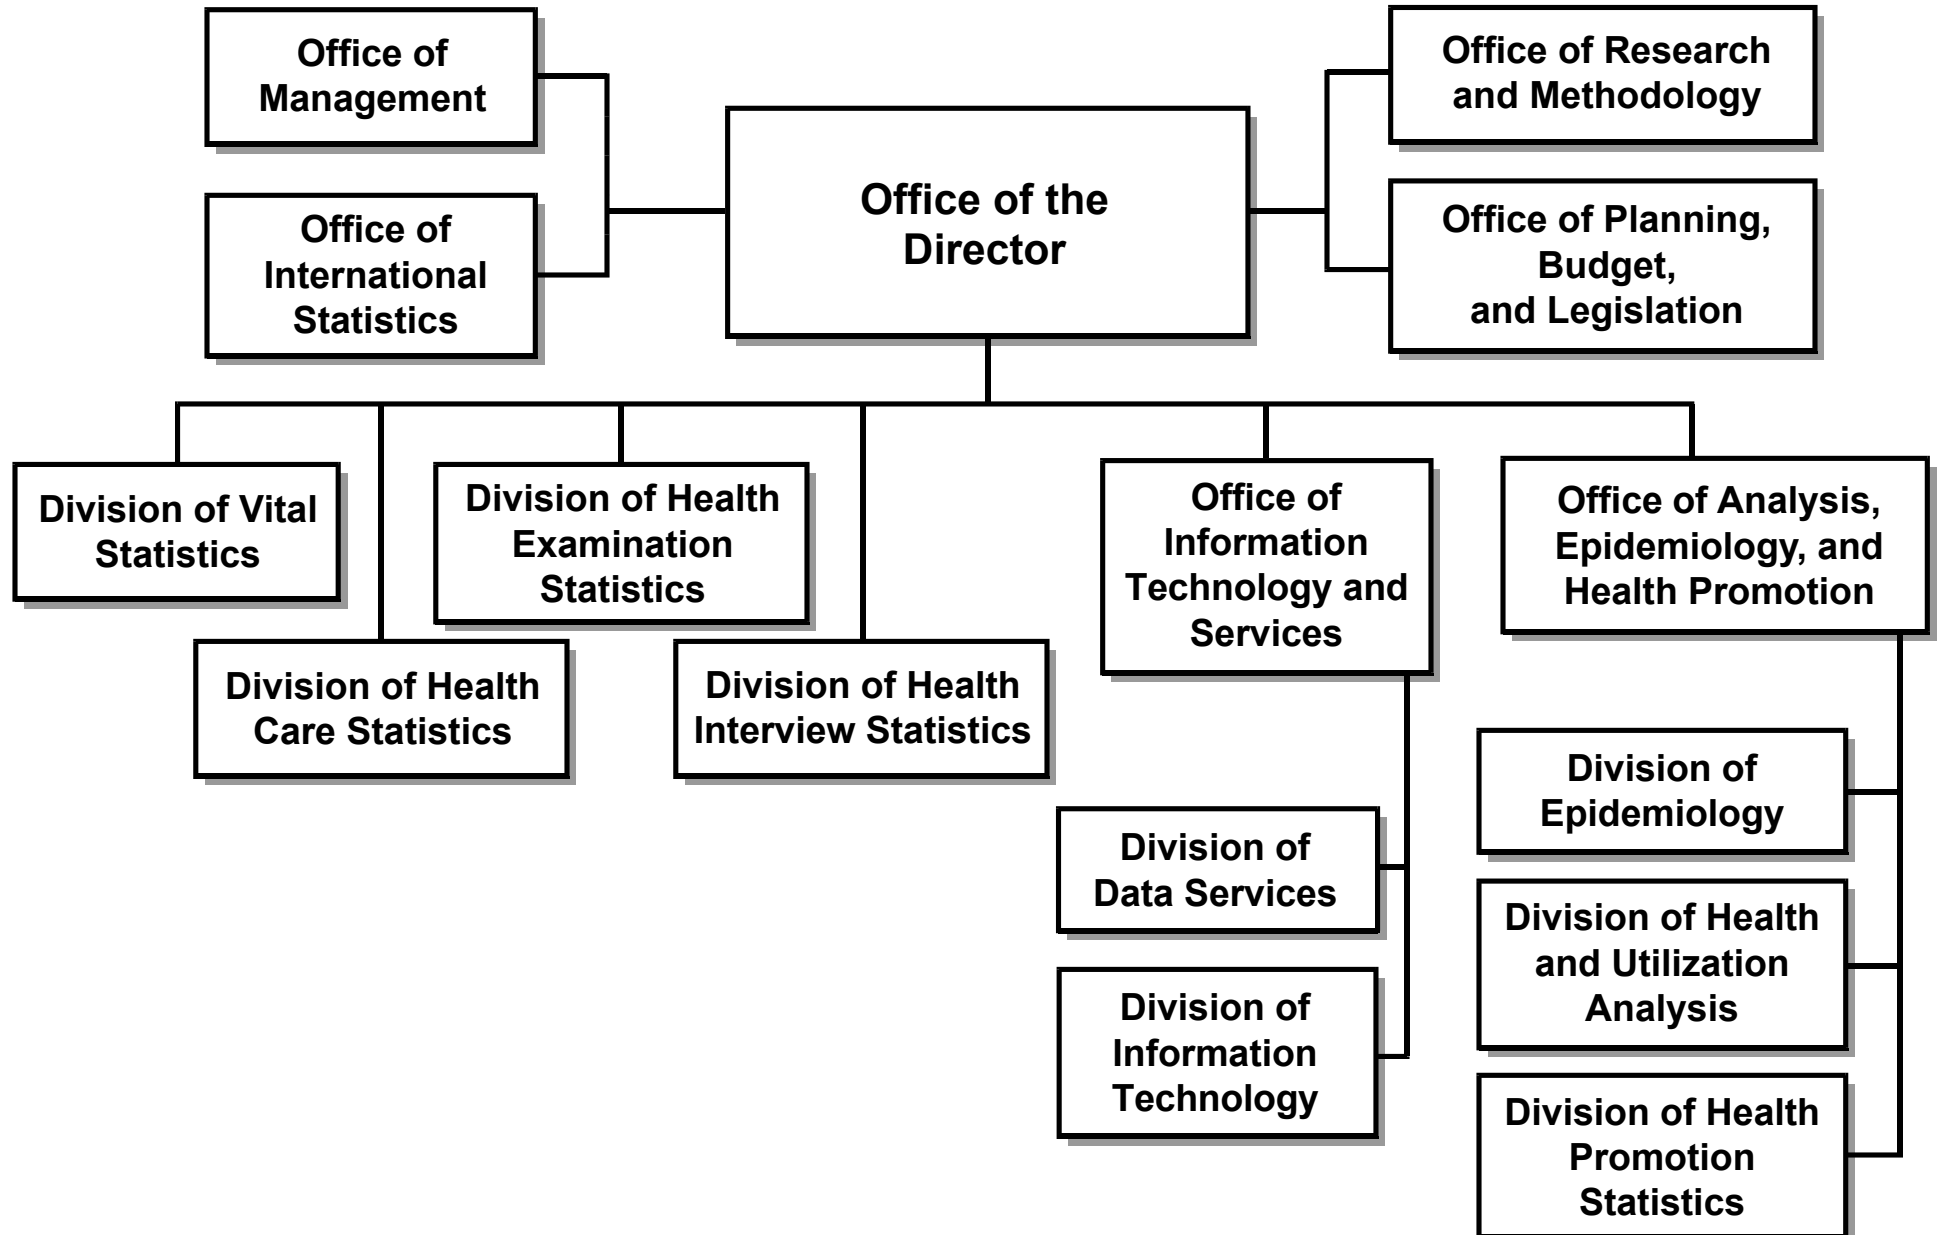 Office of
Management
Office of
International
Statistics
Office of the
Director
Office of Research
and Methodology
Office of Planning,
Budget,
and Legislation
Division of Vital
Statistics
Division of Health
Care Statistics
Division of Health
Examination
Statistics
Division of Health
Interview Statistics
Office of
Information
Technology and
Services
Division of
Data Services
Division of
Information
Technology
Office of Analysis,
Epidemiology, and
Health Promotion
Division of
Epidemiology
Division of Health
and Utilization
Analysis
Division of Health
Promotion
Statistics